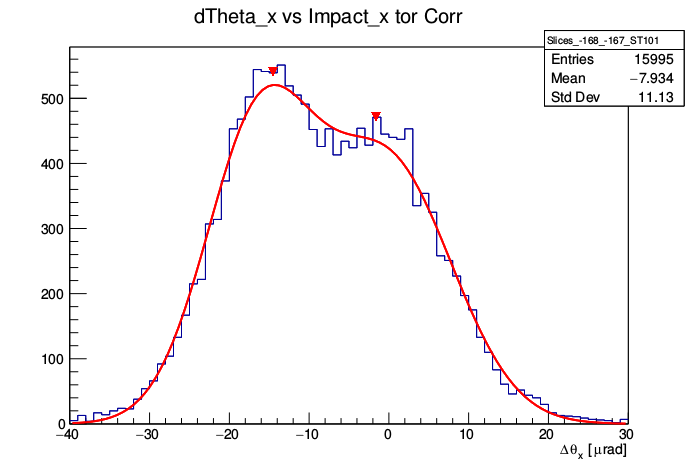 dTheta_x vs Impact_x tor Corr
Slices_-168_-167_ST101
Entries 15995
Mean −7.934
Std Dev 11.13
500
400
300
200
100
0
−40 −30 −20 −10 0 10 20 30
Δθx [μrad]